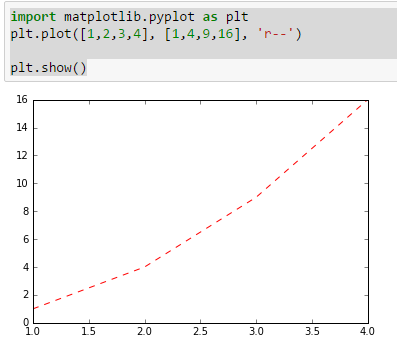 import matplotlib.pyplot as plt
plt.plot([1,2,3,4], [1,4,9,16], 'r--')
plt.show()
16
14
12
10
8
6
4
2
0
1.0 1.5 2.0 2.5 3.0 3.5 4.0